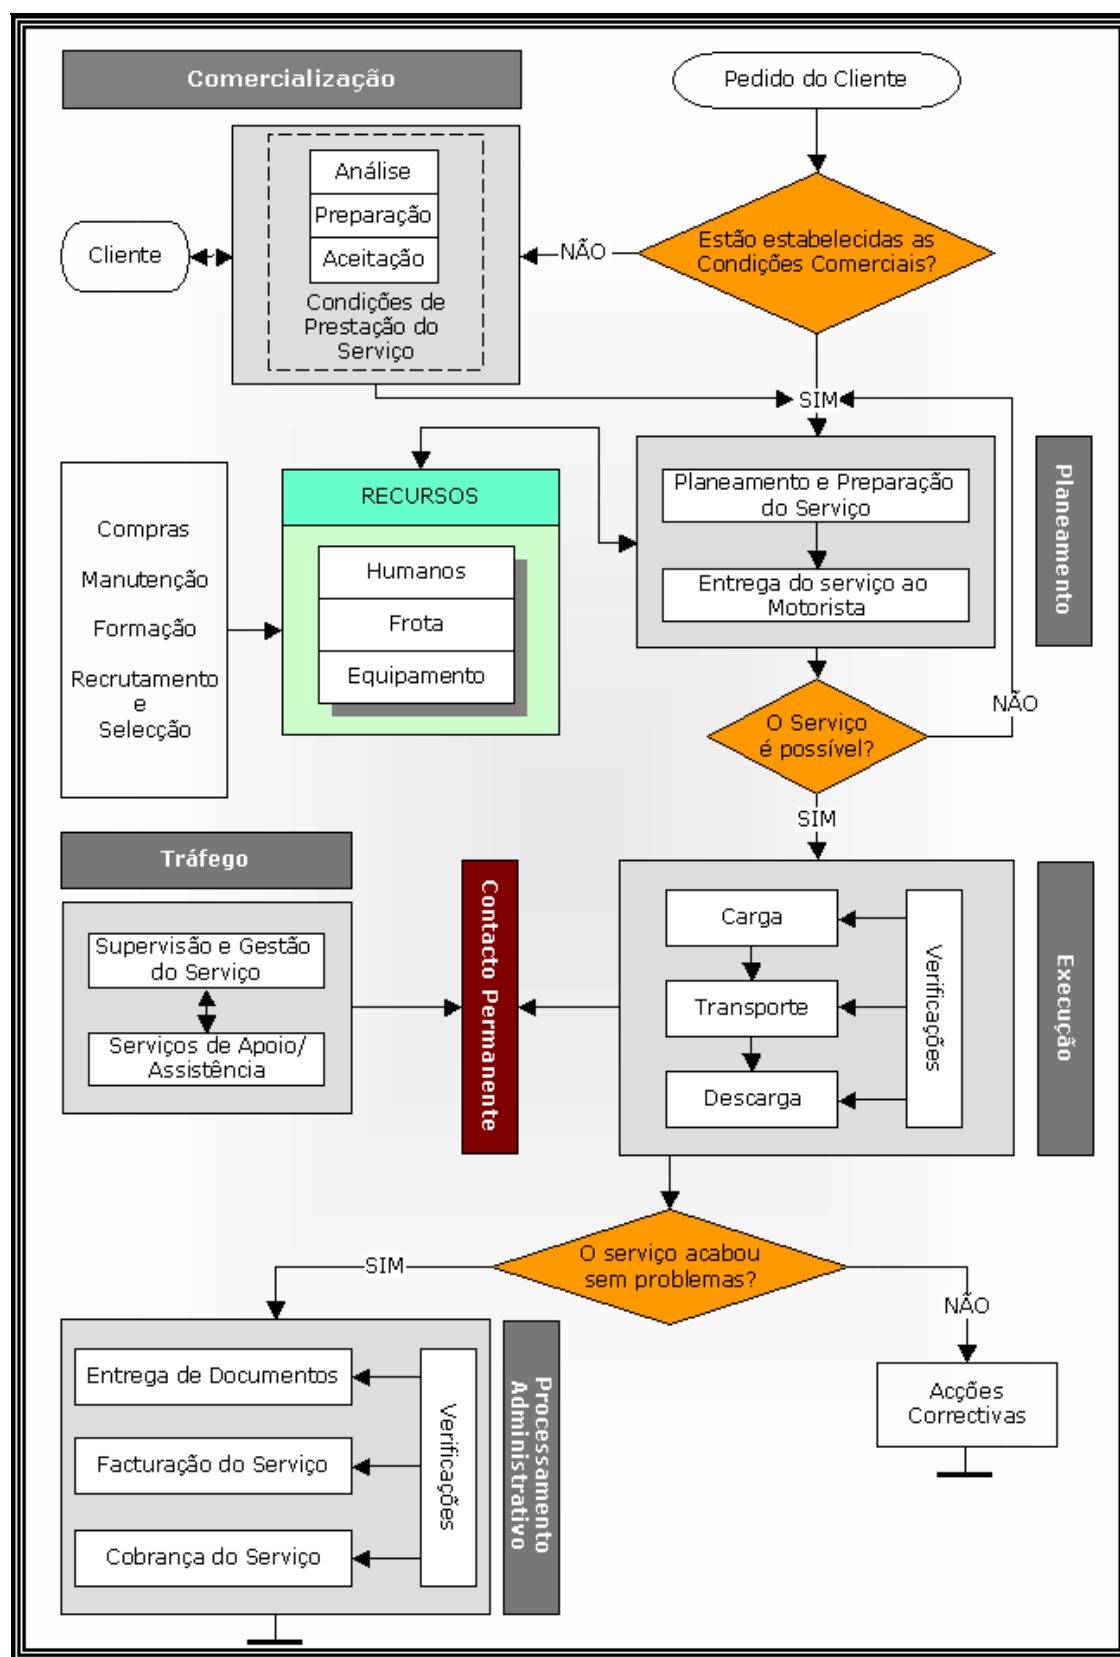 Comercialização
Pedido do Cliente
Análise
Preparação
Aceitação
Condições de
Prestação do
Serviço
Cliente
NÃO
Estão estabelecidas as
Condições Comerciais?
SIM
Compras
Manutenção
Formação
Recrutamento
e
Selecção
RECURSOS
Humanos
Frota
Equipamento
Planeamento e Preparação
do Serviço
Entrega do serviço ao
Motorista
Planeamento
O Serviço
é possível?
NÃO
SIM
Tráfego
Supervisão e Gestão
do Serviço
Serviços de Apoio/
Assistência
Contacto Permanente
Carga
Transporte
Descarga
Verificações
Execução
O serviço acabou
sem problemas?
SIM
NÃO
Entrega de Documentos
Facturação do Serviço
Cobrança do Serviço
Verificações
Processamento
Administrativo
Acções
Correctivas